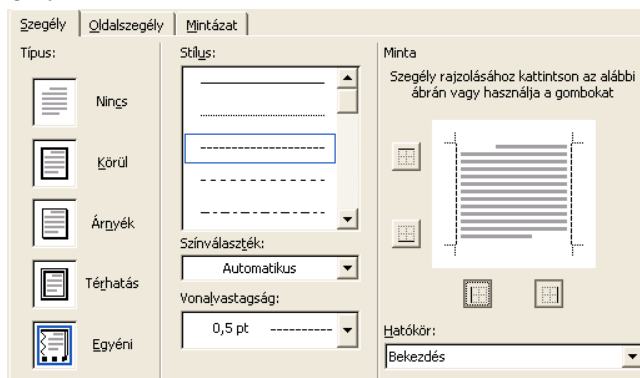 Szegély
Oldalszegély
Mintázat
Típus:
Nincs
Körül
Árnyék
Térhatás
Egyéni
Stílus:
Színválaszték:
Automatikus
Vonalvastagság:
0,5 pt
Minta
Szegély rajzolásához kattintson az alábbi
ábrán vagy használja a gombokat
Hatókör:
Bekezdés